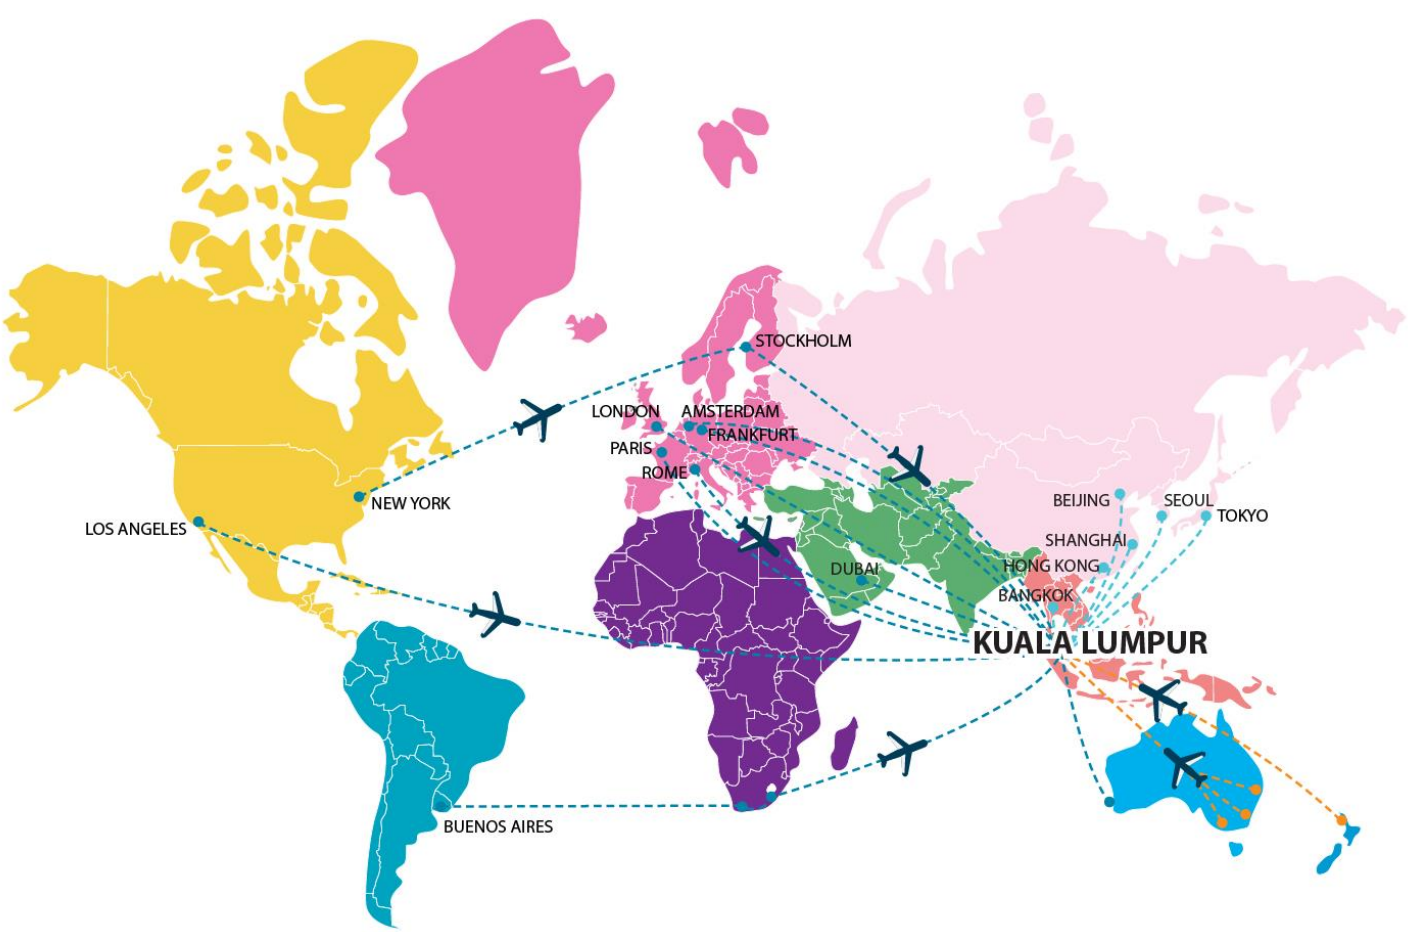 STOCKHOLM
LONDON
AMSTERDAM
FRANKFURT
PARIS
ROME
NEW YORK
LOS ANGELES
BEIJING
SEOUL
TOKYO
SHANGHAI
HONG KONG
DUBAI
BANGKOK
KUALA LUMPUR
BUENOS AIRES